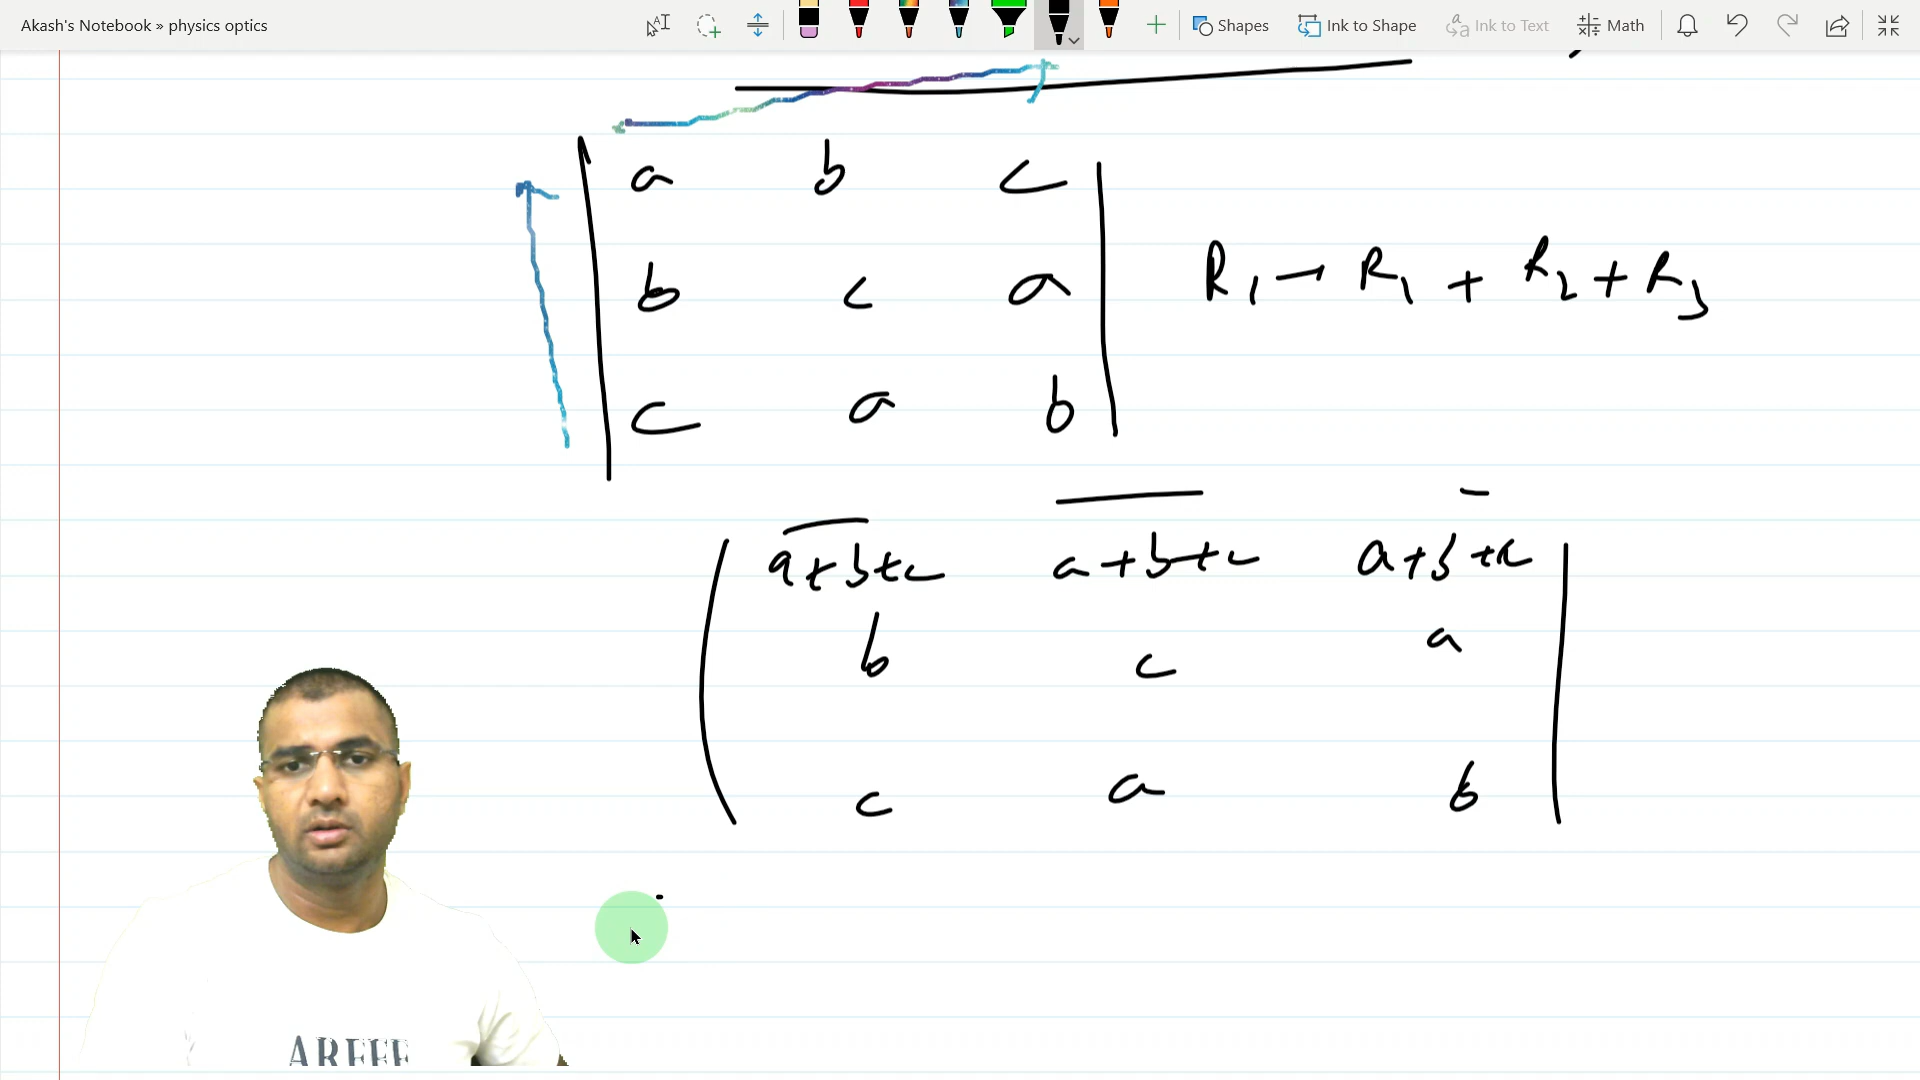 Akash's Notebook » physics optics Shapes Ink to Shape Ink to Text Math
a b c
b c a R₁ → R₁ + R₂ + R₃
c a b
a+b+c a+b+c a+b+c
b c a
c a b